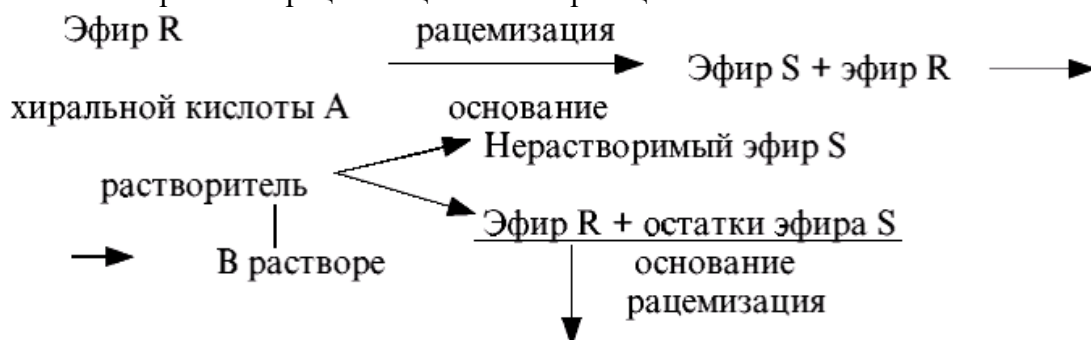 Эфир R рацемизация
Эфир S + эфир R
хиральной кислоты А основание
Нерастворимый эфир S
растворитель
Эфир R + остатки эфира S
В растворе основание
рацемизация